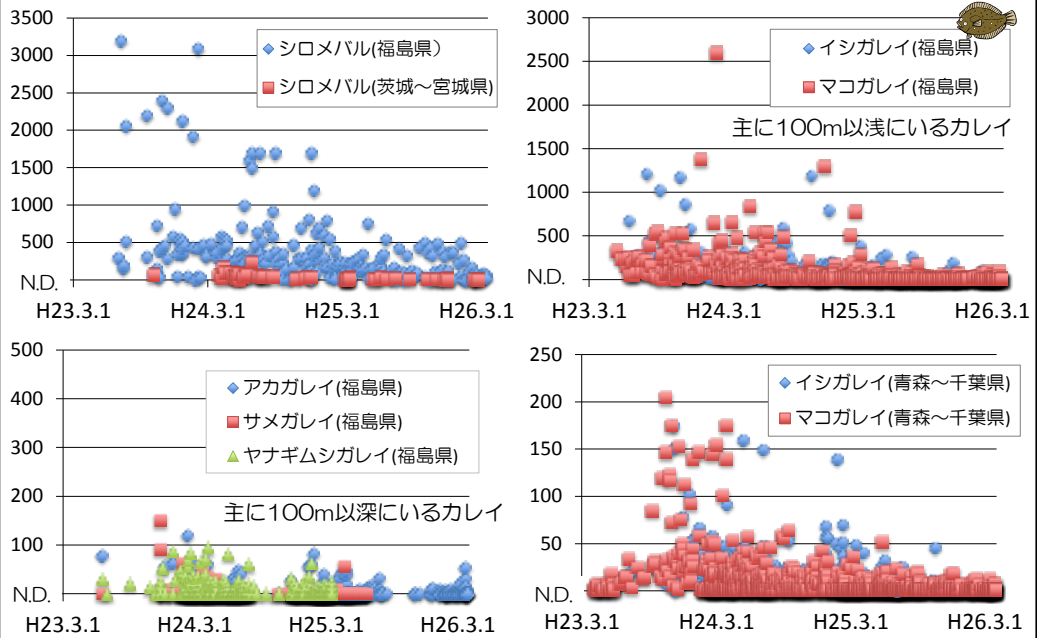 3500
3000
2500
2000
1500
1000
500
N.D.
シロメバル(福島県)
シロメバル(茨城～宮城県)
H23.3.1 H24.3.1 H25.3.1 H26.3.1
3000
2500
2000
1500
1000
500
N.D.
イシガレイ(福島県)
マコガレイ(福島県)
主に100m以浅にいるカレイ
H23.3.1 H24.3.1 H25.3.1 H26.3.1
500
400
300
200
100
N.D.
アカガレイ(福島県)
サメガレイ(福島県)
ヤナギムシガレイ(福島県)
主に100m以深にいるカレイ
H23.3.1 H24.3.1 H25.3.1 H26.3.1
250
200
150
100
50
N.D.
イシガレイ(青森～千葉県)
マコガレイ(青森～千葉県)
H23.3.1 H24.3.1 H25.3.1 H26.3.1